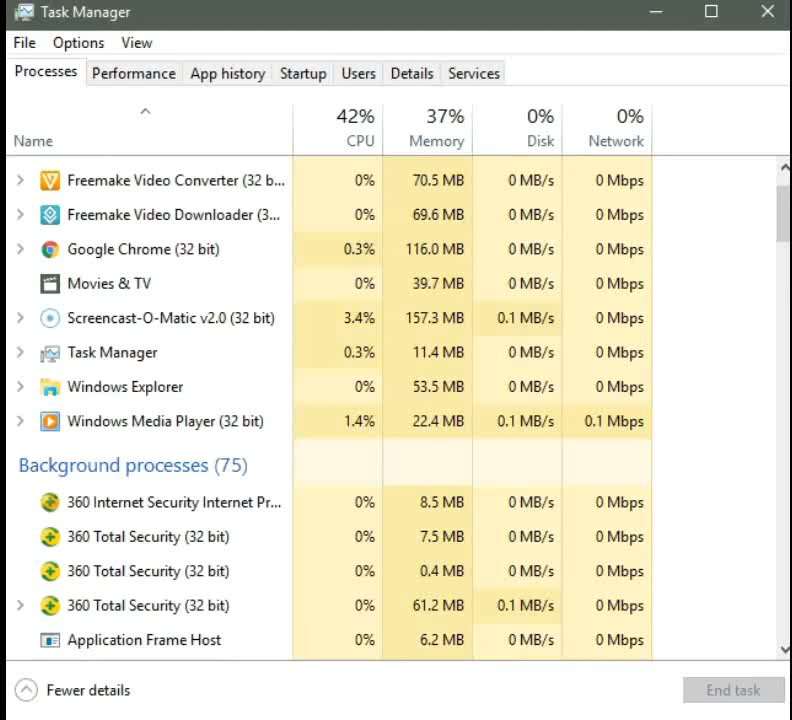 Task Manager
File Options View
Processes Performance App history Startup Users Details Services
42% 37% 0% 0%
Name CPU Memory Disk Network
Freemake Video Converter (32 b... 0% 70.5 MB 0 MB/s 0 Mbps
Freemake Video Downloader (3... 0% 69.6 MB 0 MB/s 0 Mbps
Google Chrome (32 bit) 0.3% 116.0 MB 0 MB/s 0 Mbps
Movies & TV 0% 39.7 MB 0 MB/s 0 Mbps
Screencast-O-Matic v2.0 (32 bit) 3.4% 157.3 MB 0.1 MB/s 0 Mbps
Task Manager 0.3% 11.4 MB 0 MB/s 0 Mbps
Windows Explorer 0% 53.5 MB 0 MB/s 0 Mbps
Windows Media Player (32 bit) 1.4% 22.4 MB 0.1 MB/s 0.1 Mbps
Background processes (75)
360 Internet Security Internet Pr... 0% 8.5 MB 0 MB/s 0 Mbps
360 Total Security (32 bit) 0% 7.5 MB 0 MB/s 0 Mbps
360 Total Security (32 bit) 0% 0.4 MB 0 MB/s 0 Mbps
360 Total Security (32 bit) 0% 61.2 MB 0.1 MB/s 0 Mbps
Application Frame Host 0% 6.2 MB 0 MB/s 0 Mbps
Fewer details End task